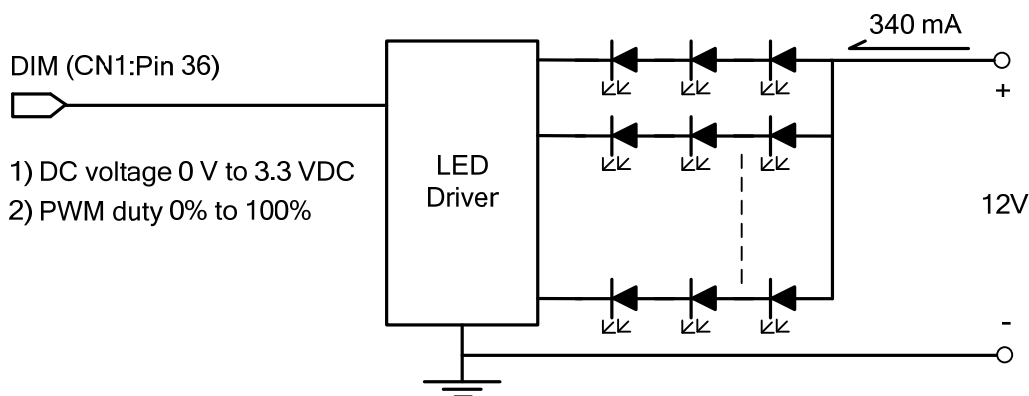 340 mA
DIM (CN1:Pin 36)
+
1) DC voltage 0 V to 3.3 VDC
2) PWM duty 0% to 100%
LED
Driver
12V
-